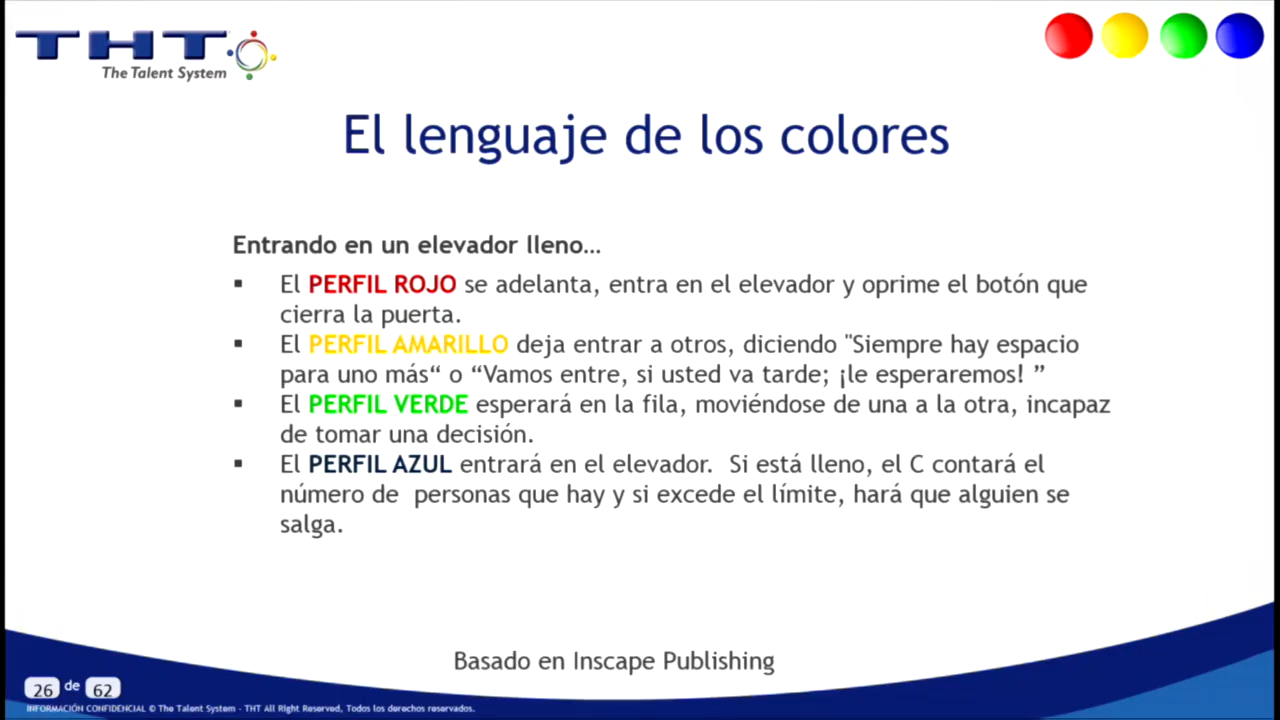 THT
The Talent System
El lenguaje de los colores
Entrando en un elevador lleno…
▪ El PERFIL ROJO se adelanta, entra en el elevador y oprime el botón que
cierra la puerta.
▪ El PERFIL AMARILLO deja entrar a otros, diciendo "Siempre hay espacio
para uno más“ o “Vamos entre, si usted va tarde; ¡le esperaremos! ”
▪ El PERFIL VERDE esperará en la fila, moviéndose de una a la otra, incapaz
de tomar una decisión.
▪ El PERFIL AZUL entrará en el elevador.  Si está lleno, el C contará el
número de  personas que hay y si excede el límite, hará que alguien se
salga.
Basado en Inscape Publishing
26 de 62
INFORMACIÓN CONFIDENCIAL © The Talent System - THT All Right Reserved, Todos los derechos reservados.